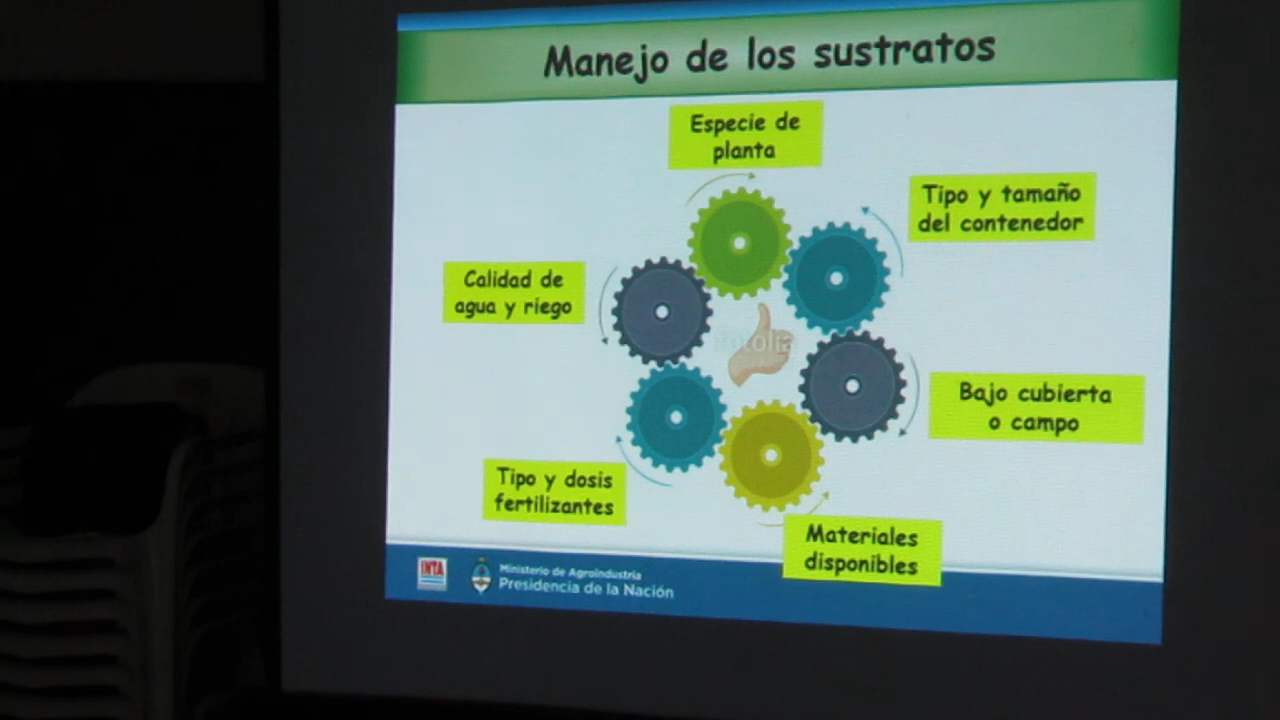 Manejo de los sustratos
Especie de
planta
Tipo y tamaño
del contenedor
Calidad de
agua y riego
Bajo cubierta
o campo
Tipo y dosis
fertilizantes
Materiales
disponibles
INTA
Ministerio de Agroindustria
Presidencia de la Nación